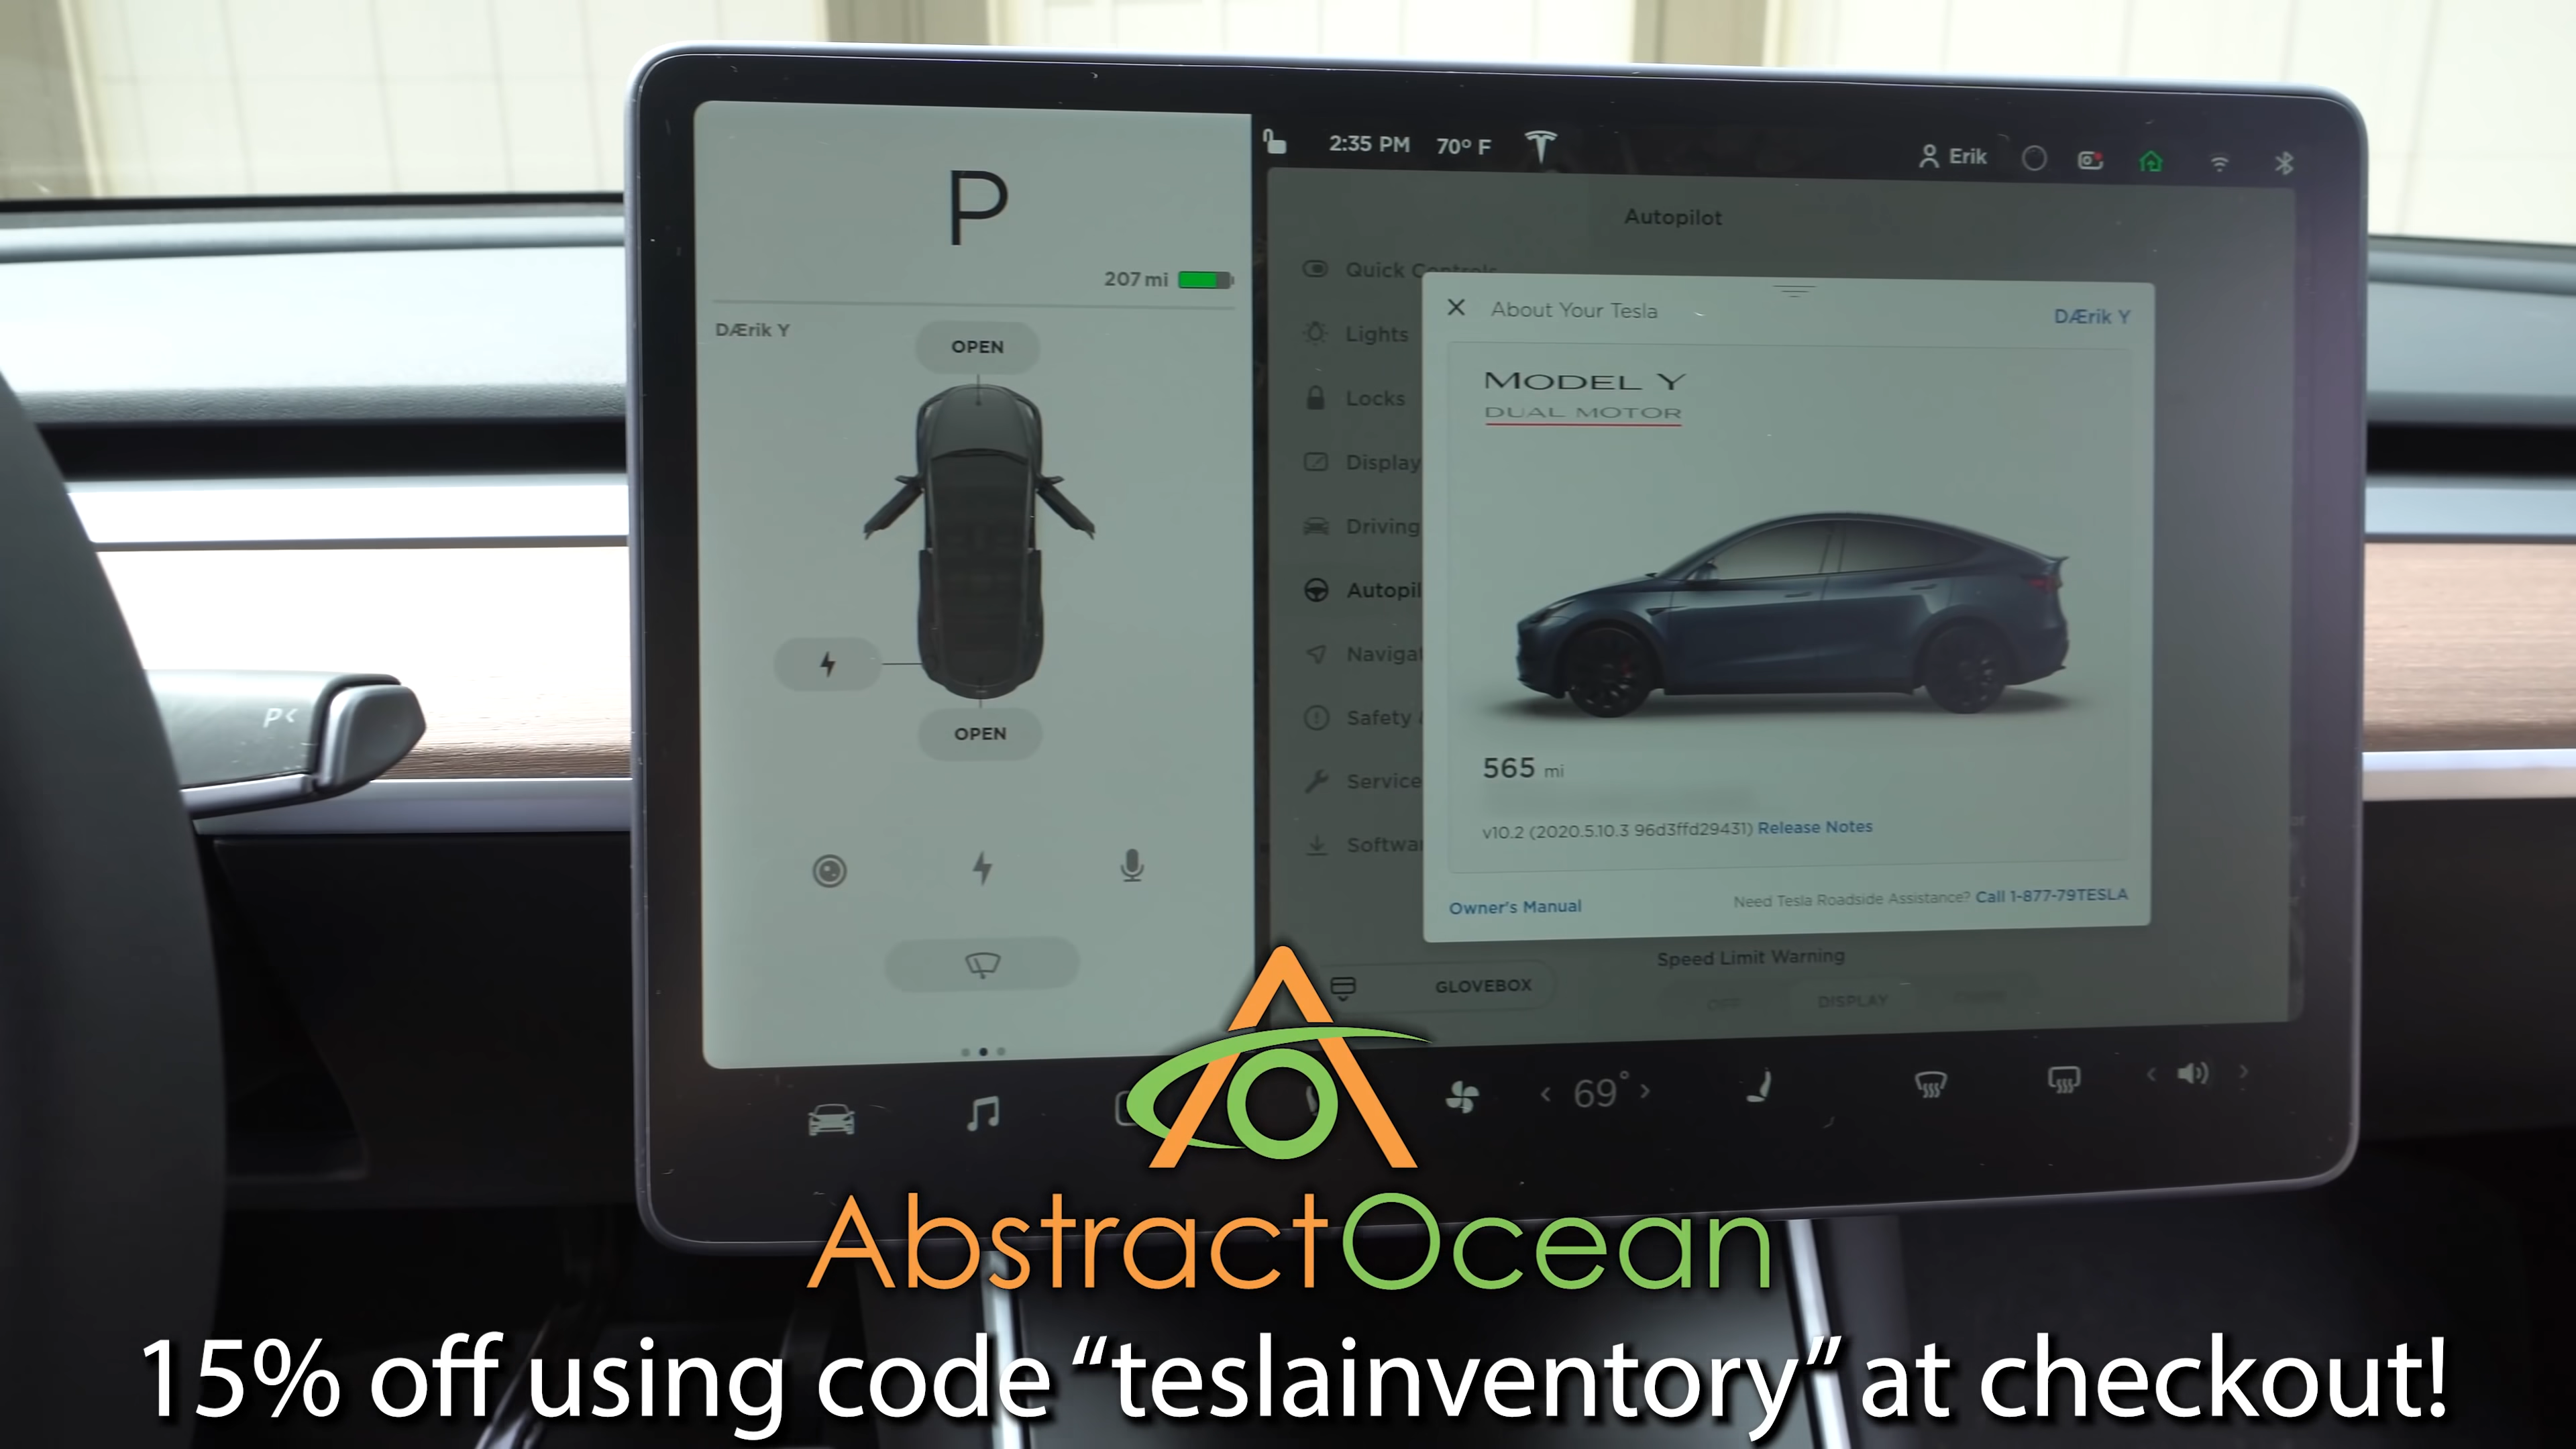 P
207 mi
DÆrik Y
OPEN
OPEN
2:35 PM 70° F
Erik
Autopilot
Quick Controls
Lights
Locks
Display
Driving
Autopil
Navigat
Safety &
Service
Softwar
GLOVEBOX
About Your Tesla
DÆrik Y
MODEL Y
DUAL MOTOR
565 mi
v10.2 (2020.5.10.3 96d3ffd29431) Release Notes
Owner's Manual
Need Tesla Roadside Assistance? Call 1-877-79TESLA
Speed Limit Warning
DISPLAY
< 69° >
P<
AbstractOcean
15% off using code “teslainventory” at checkout!